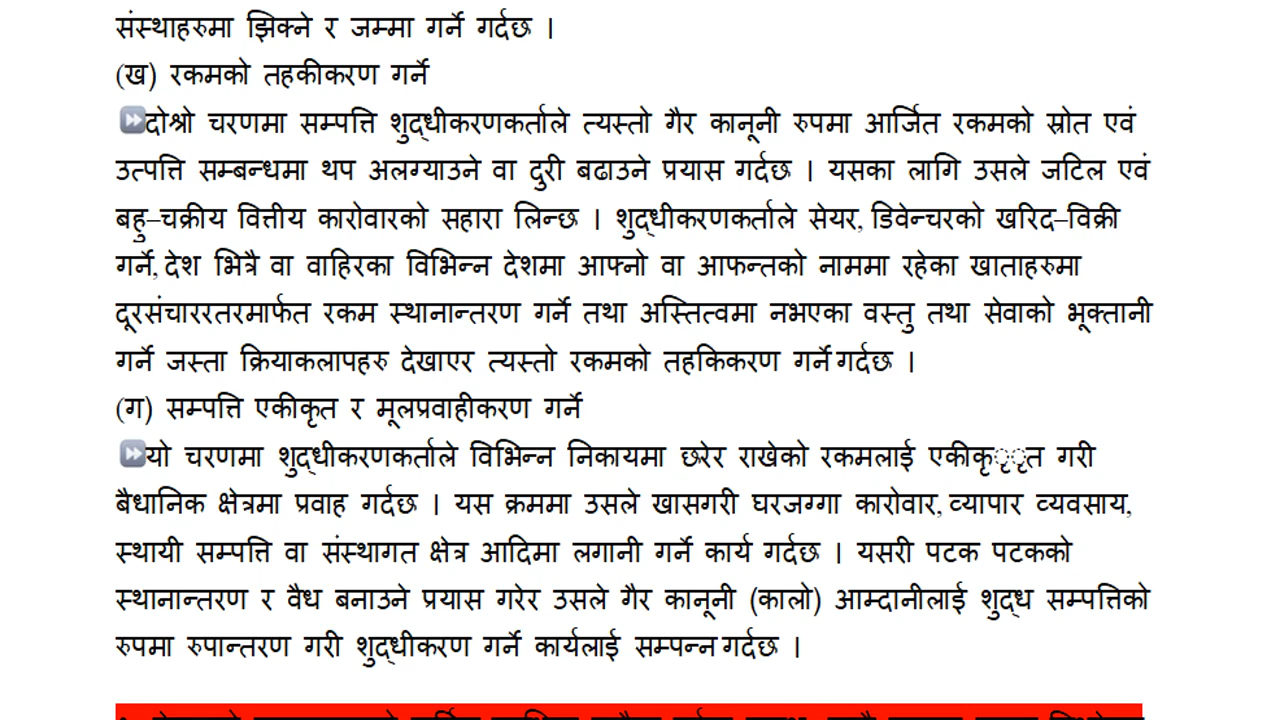 संस्थाहरुमा झिक्ने र जम्मा गर्ने गर्दछ ।
(ख) रकमको तहकीकरण गर्ने
⏩दोश्रो चरणमा सम्पत्ति शुद्धीकरणकर्ताले त्यस्तो गैर कानूनी रुपमा आर्जित रकमको स्रोत एवं
उत्पत्ति सम्बन्धमा थप अलग्याउने वा दुरी बढाउने प्रयास गर्दछ । यसका लागि उसले जटिल एवं
बहु–चक्रीय वित्तीय कारोवारको सहारा लिन्छ । शुद्धीकरणकर्ताले सेयर, डिवेन्चरको खरिद–विक्री
गर्ने, देश भित्रै वा वाहिरका विभिन्न देशमा आफ्नो वा आफन्तको नाममा रहेका खाताहरुमा
दूरसंचाररतरमार्फत रकम स्थानान्तरण गर्ने तथा अस्तित्वमा नभएका वस्तु तथा सेवाको भूक्तानी
गर्ने जस्ता क्रियाकलापहरु देखाएर त्यस्तो रकमको तहकिकरण गर्ने गर्दछ ।
(ग) सम्पत्ति एकीकृत र मूलप्रवाहीकरण गर्ने
⏩यो चरणमा शुद्धीकरणकर्ताले विभिन्न निकायमा छरेर राखेको रकमलाई एकीकृृृत गरी
बैधानिक क्षेत्रमा प्रवाह गर्दछ । यस क्रममा उसले खासगरी घरजग्गा कारोवार, व्यापार व्यवसाय,
स्थायी सम्पत्ति वा संस्थागत क्षेत्र आदिमा लगानी गर्ने कार्य गर्दछ । यसरी पटक पटकको
स्थानान्तरण र वैध बनाउने प्रयास गरेर उसले गैर कानूनी (कालो) आम्दानीलाई शुद्ध सम्पत्तिको
रुपमा रुपान्तरण गरी शुद्धीकरण गर्ने कार्यलाई सम्पन्न गर्दछ ।